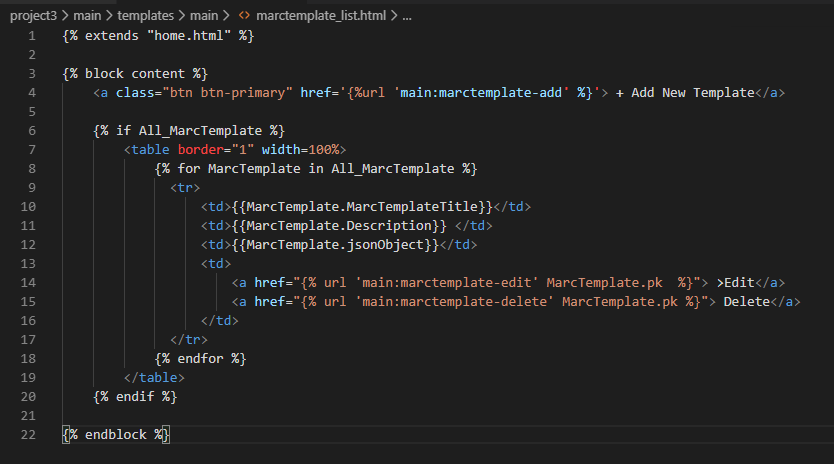 project3 > main > templates > main > <> marctemplate_list.html > ...
1 {% extends "home.html" %}
2
3 {% block content %}
4 <a class="btn btn-primary" href='{%url 'main:marctemplate-add' %}'> + Add New Template</a>
5
6 {% if All_MarcTemplate %}
7 <table border="1" width=100%>
8 {% for MarcTemplate in All_MarcTemplate %}
9 <tr>
10 <td>{{MarcTemplate.MarcTemplateTitle}}</td>
11 <td>{{MarcTemplate.Description}} </td>
12 <td>{{MarcTemplate.jsonObject}}</td>
13 <td>
14 <a href="{% url 'main:marctemplate-edit' MarcTemplate.pk  %}"> >Edit</a>
15 <a href="{% url 'main:marctemplate-delete' MarcTemplate.pk %}"> Delete</a>
16 </td>
17 </tr>
18 {% endfor %}
19 </table>
20 {% endif %}
21
22 {% endblock %}